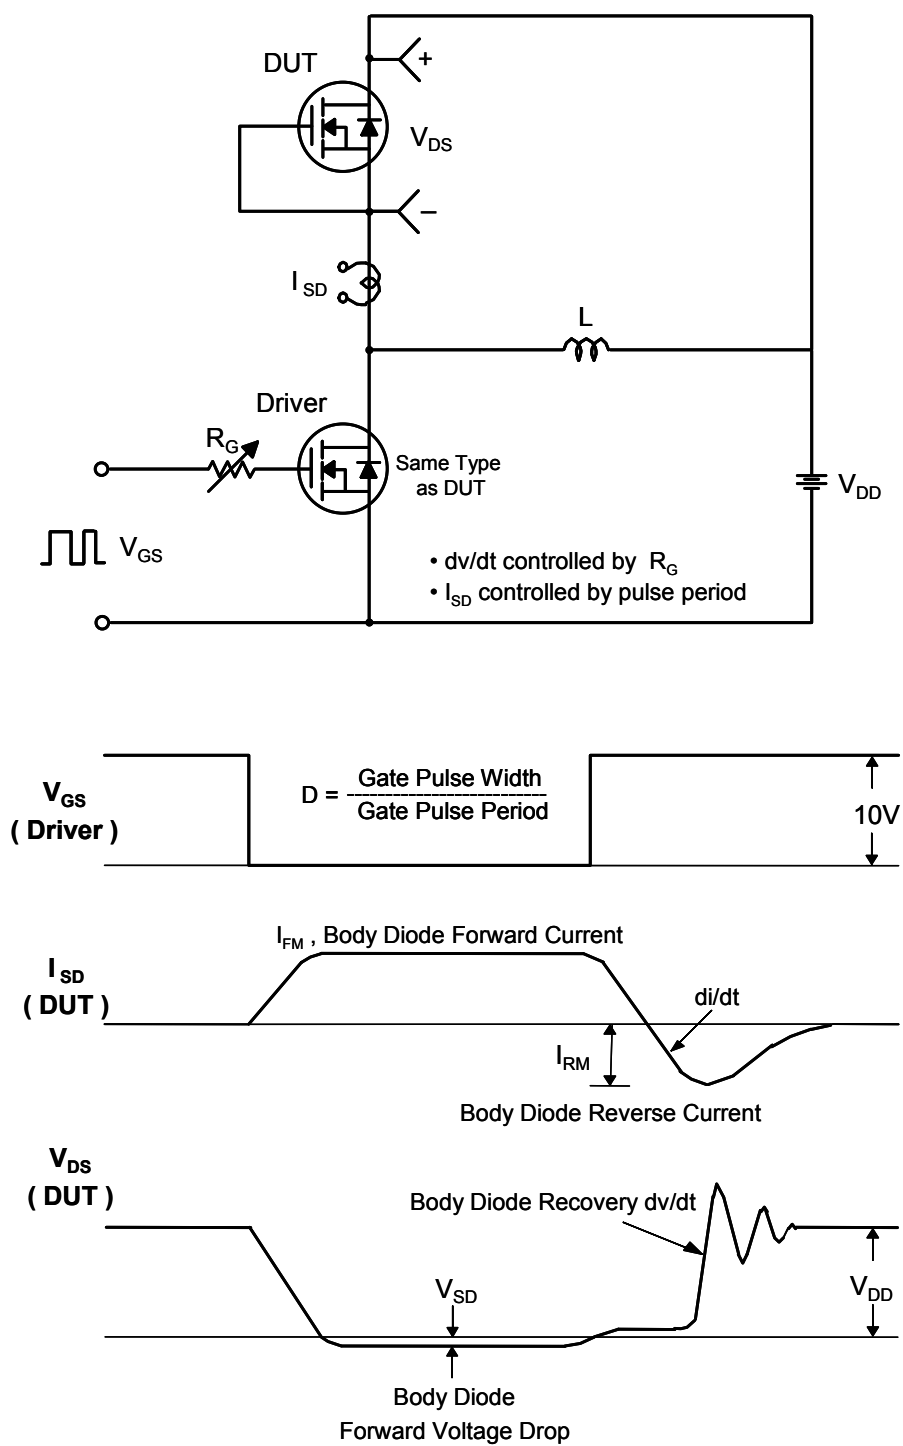 DUT
+
V_DS
−
I_SD
L
Driver
R_G
Same Type
as DUT
V_DD
V_GS
• dv/dt controlled by R_G
• I_SD controlled by pulse period
V_GS
( Driver )
D = Gate Pulse Width
Gate Pulse Period
10V
I_FM , Body Diode Forward Current
I_SD
( DUT )
di/dt
I_RM
Body Diode Reverse Current
V_DS
( DUT )
Body Diode Recovery dv/dt
V_SD
V_DD
Body Diode
Forward Voltage Drop